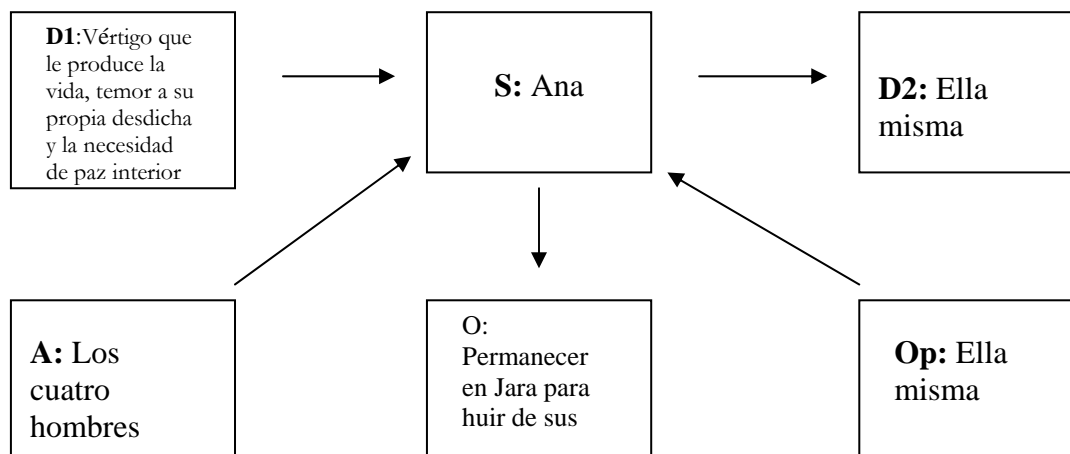 D1:Vértigo que
le produce la
vida, temor a su
propia desdicha
y la necesidad
de paz interior
S: Ana
D2: Ella
misma
A: Los
cuatro
hombres
O:
Permanecer
en Jara para
huir de sus
Op: Ella
misma